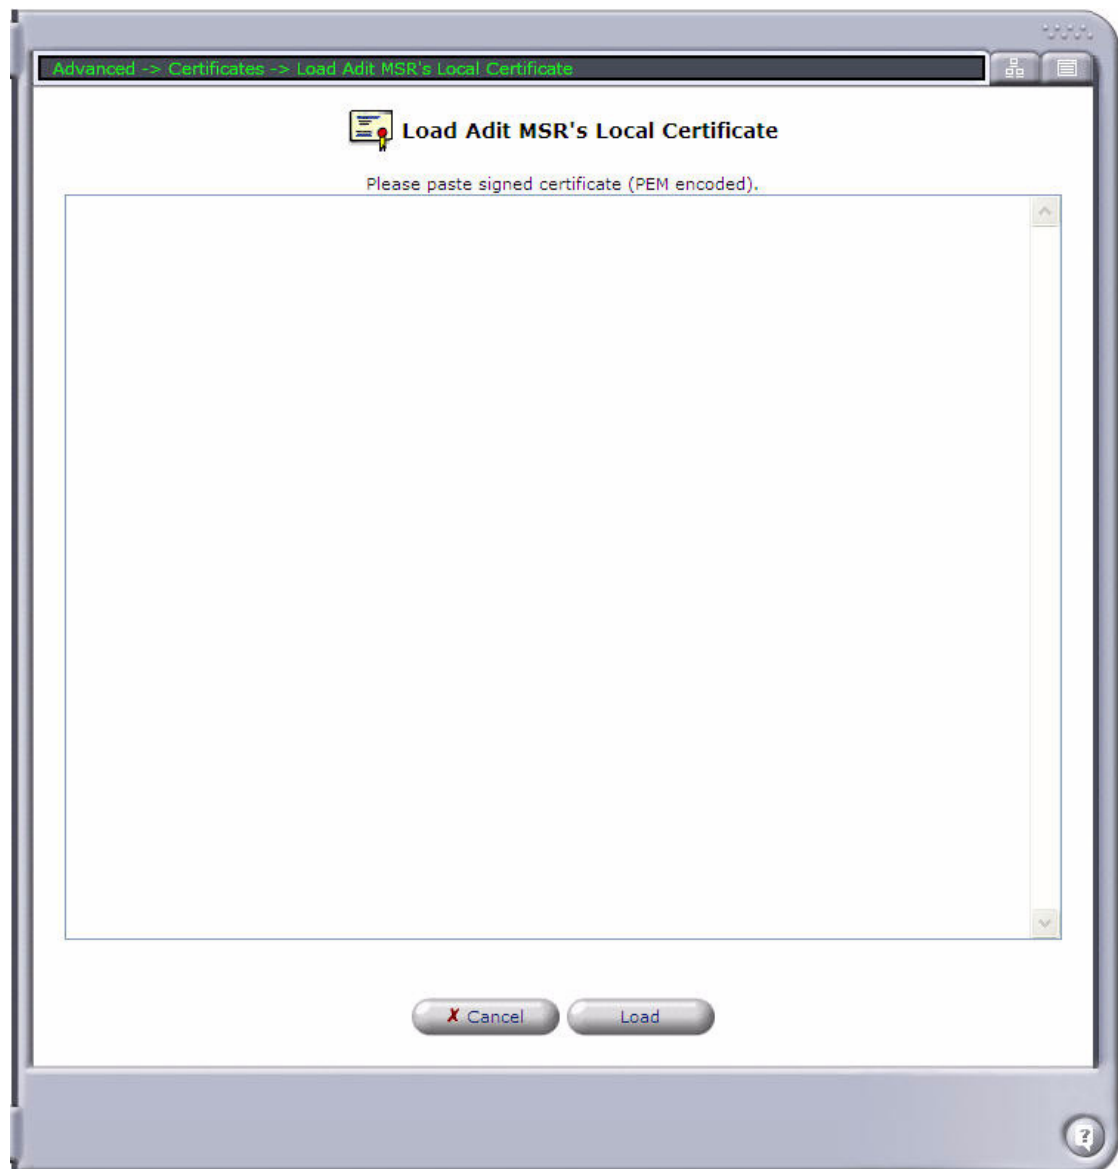 Advanced -> Certificates -> Load Adit MSR's Local Certificate
Load Adit MSR's Local Certificate
Please paste signed certificate (PEM encoded).
✗ Cancel
Load
?